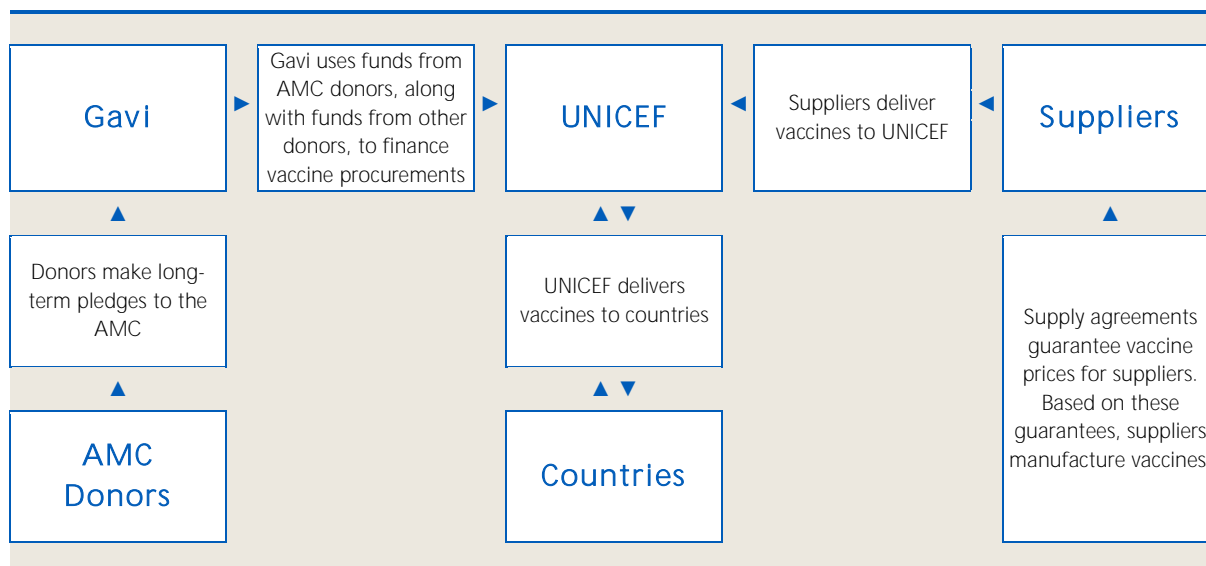 Gavi
Gavi uses funds from
AMC donors, along
with funds from other
donors, to finance
vaccine procurements
UNICEF
Suppliers deliver
vaccines to UNICEF
Suppliers
Donors make long-
term pledges to the
AMC
UNICEF delivers
vaccines to countries
Supply agreements
guarantee vaccine
prices for suppliers.
Based on these
guarantees, suppliers
manufacture vaccines
AMC
Donors
Countries